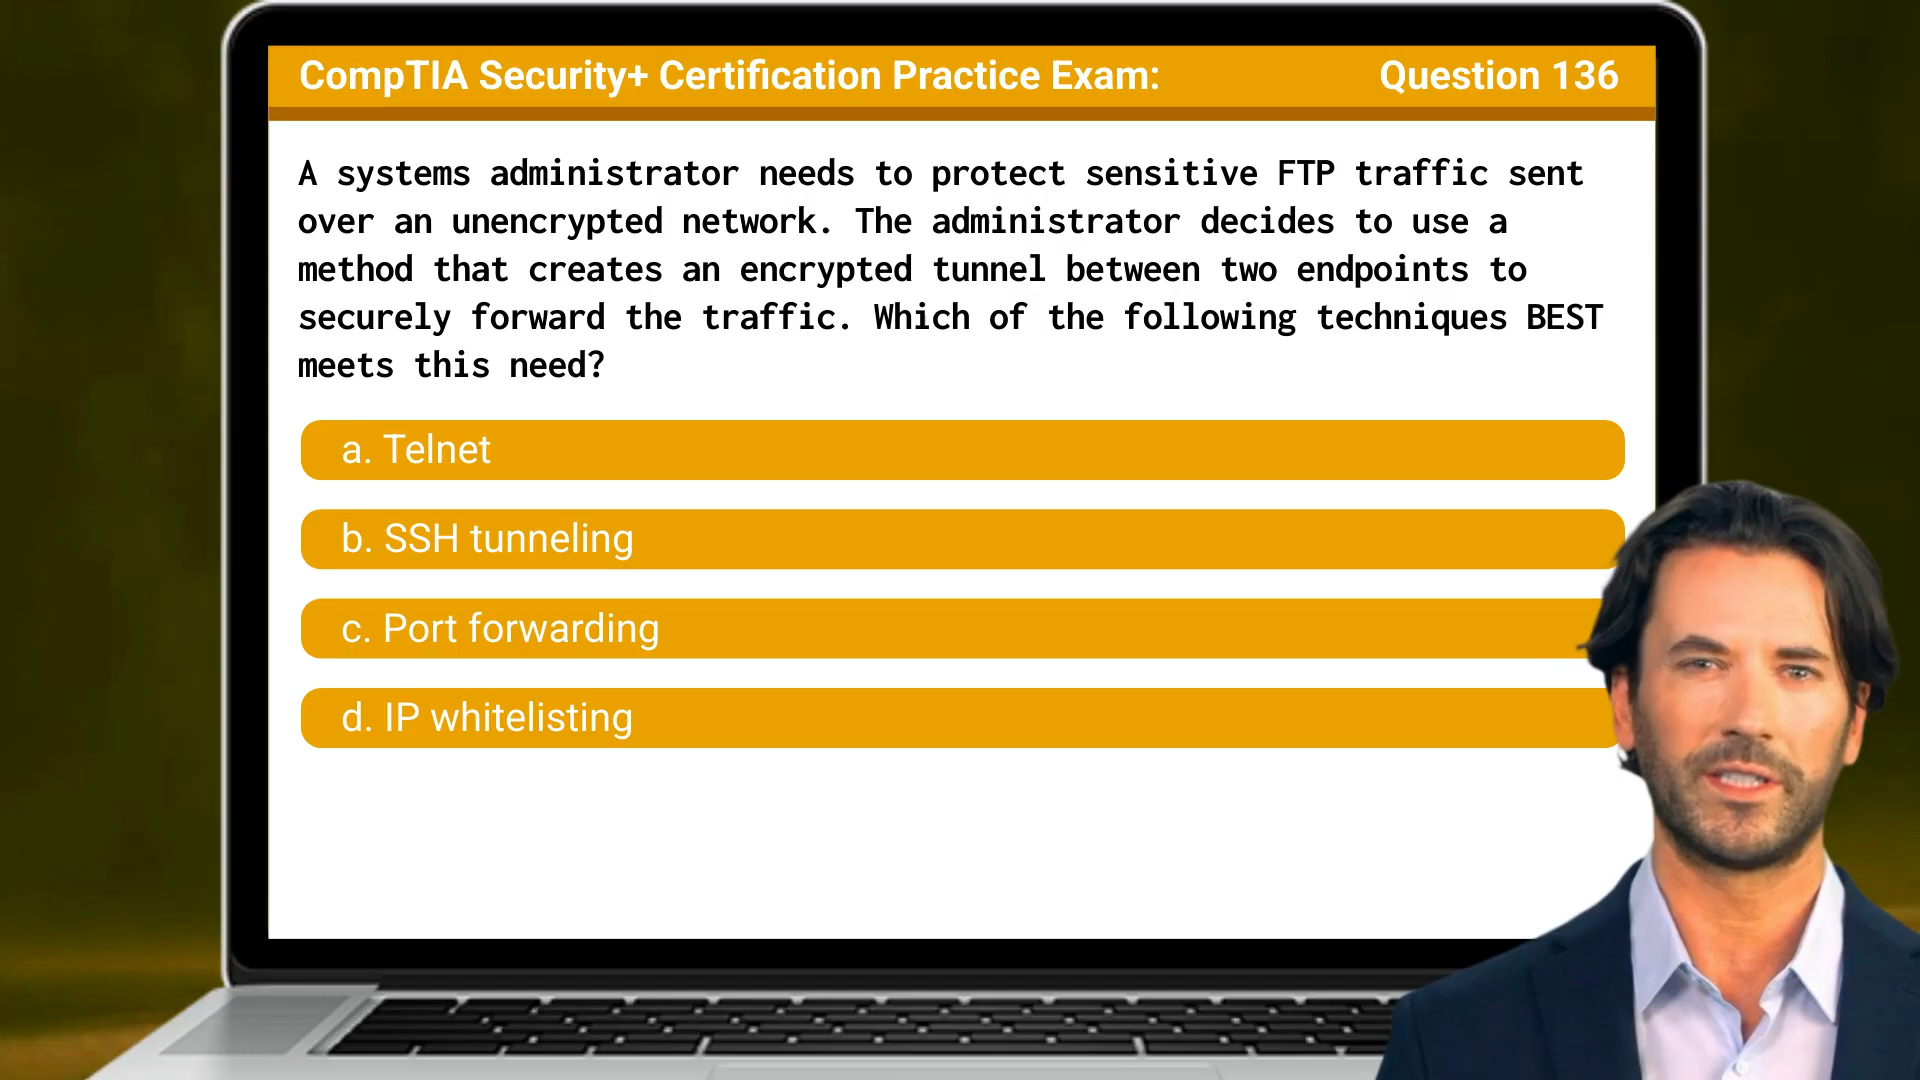 CompTIA Security+ Certification Practice Exam:
Question 136
A systems administrator needs to protect sensitive FTP traffic sent
over an unencrypted network. The administrator decides to use a
method that creates an encrypted tunnel between two endpoints to
securely forward the traffic. Which of the following techniques BEST
meets this need?
a. Telnet
b. SSH tunneling
c. Port forwarding
d. IP whitelisting